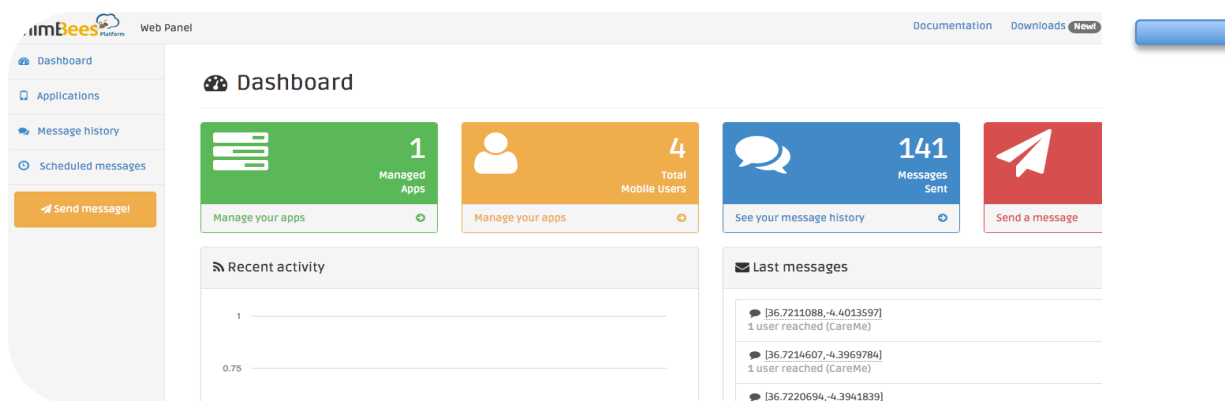 Bees Platform Web Panel
Documentation Downloads New!
Dashboard
Applications
Message history
Scheduled messages
Send message!
Dashboard
1
Managed
Apps
Manage your apps
4
Total
Mobile Users
Manage your apps
141
Messages
Sent
See your message history
Send a message
Recent activity
1
0.75
Last messages
[36.7211088,-4.4013597]
1 user reached (CareMe)
[36.7214607,-4.3969784]
1 user reached (CareMe)
[36.7220694,-4.3941839]